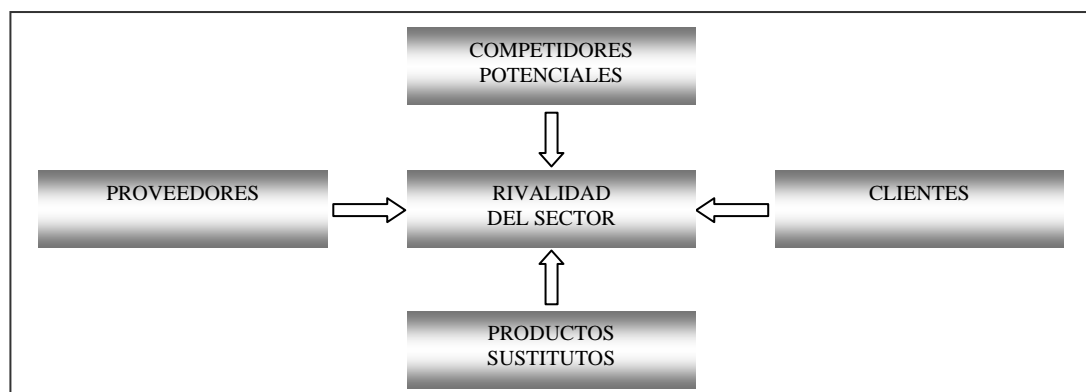 COMPETIDORES
POTENCIALES
PROVEEDORES
RIVALIDAD
DEL SECTOR
CLIENTES
PRODUCTOS
SUSTITUTOS